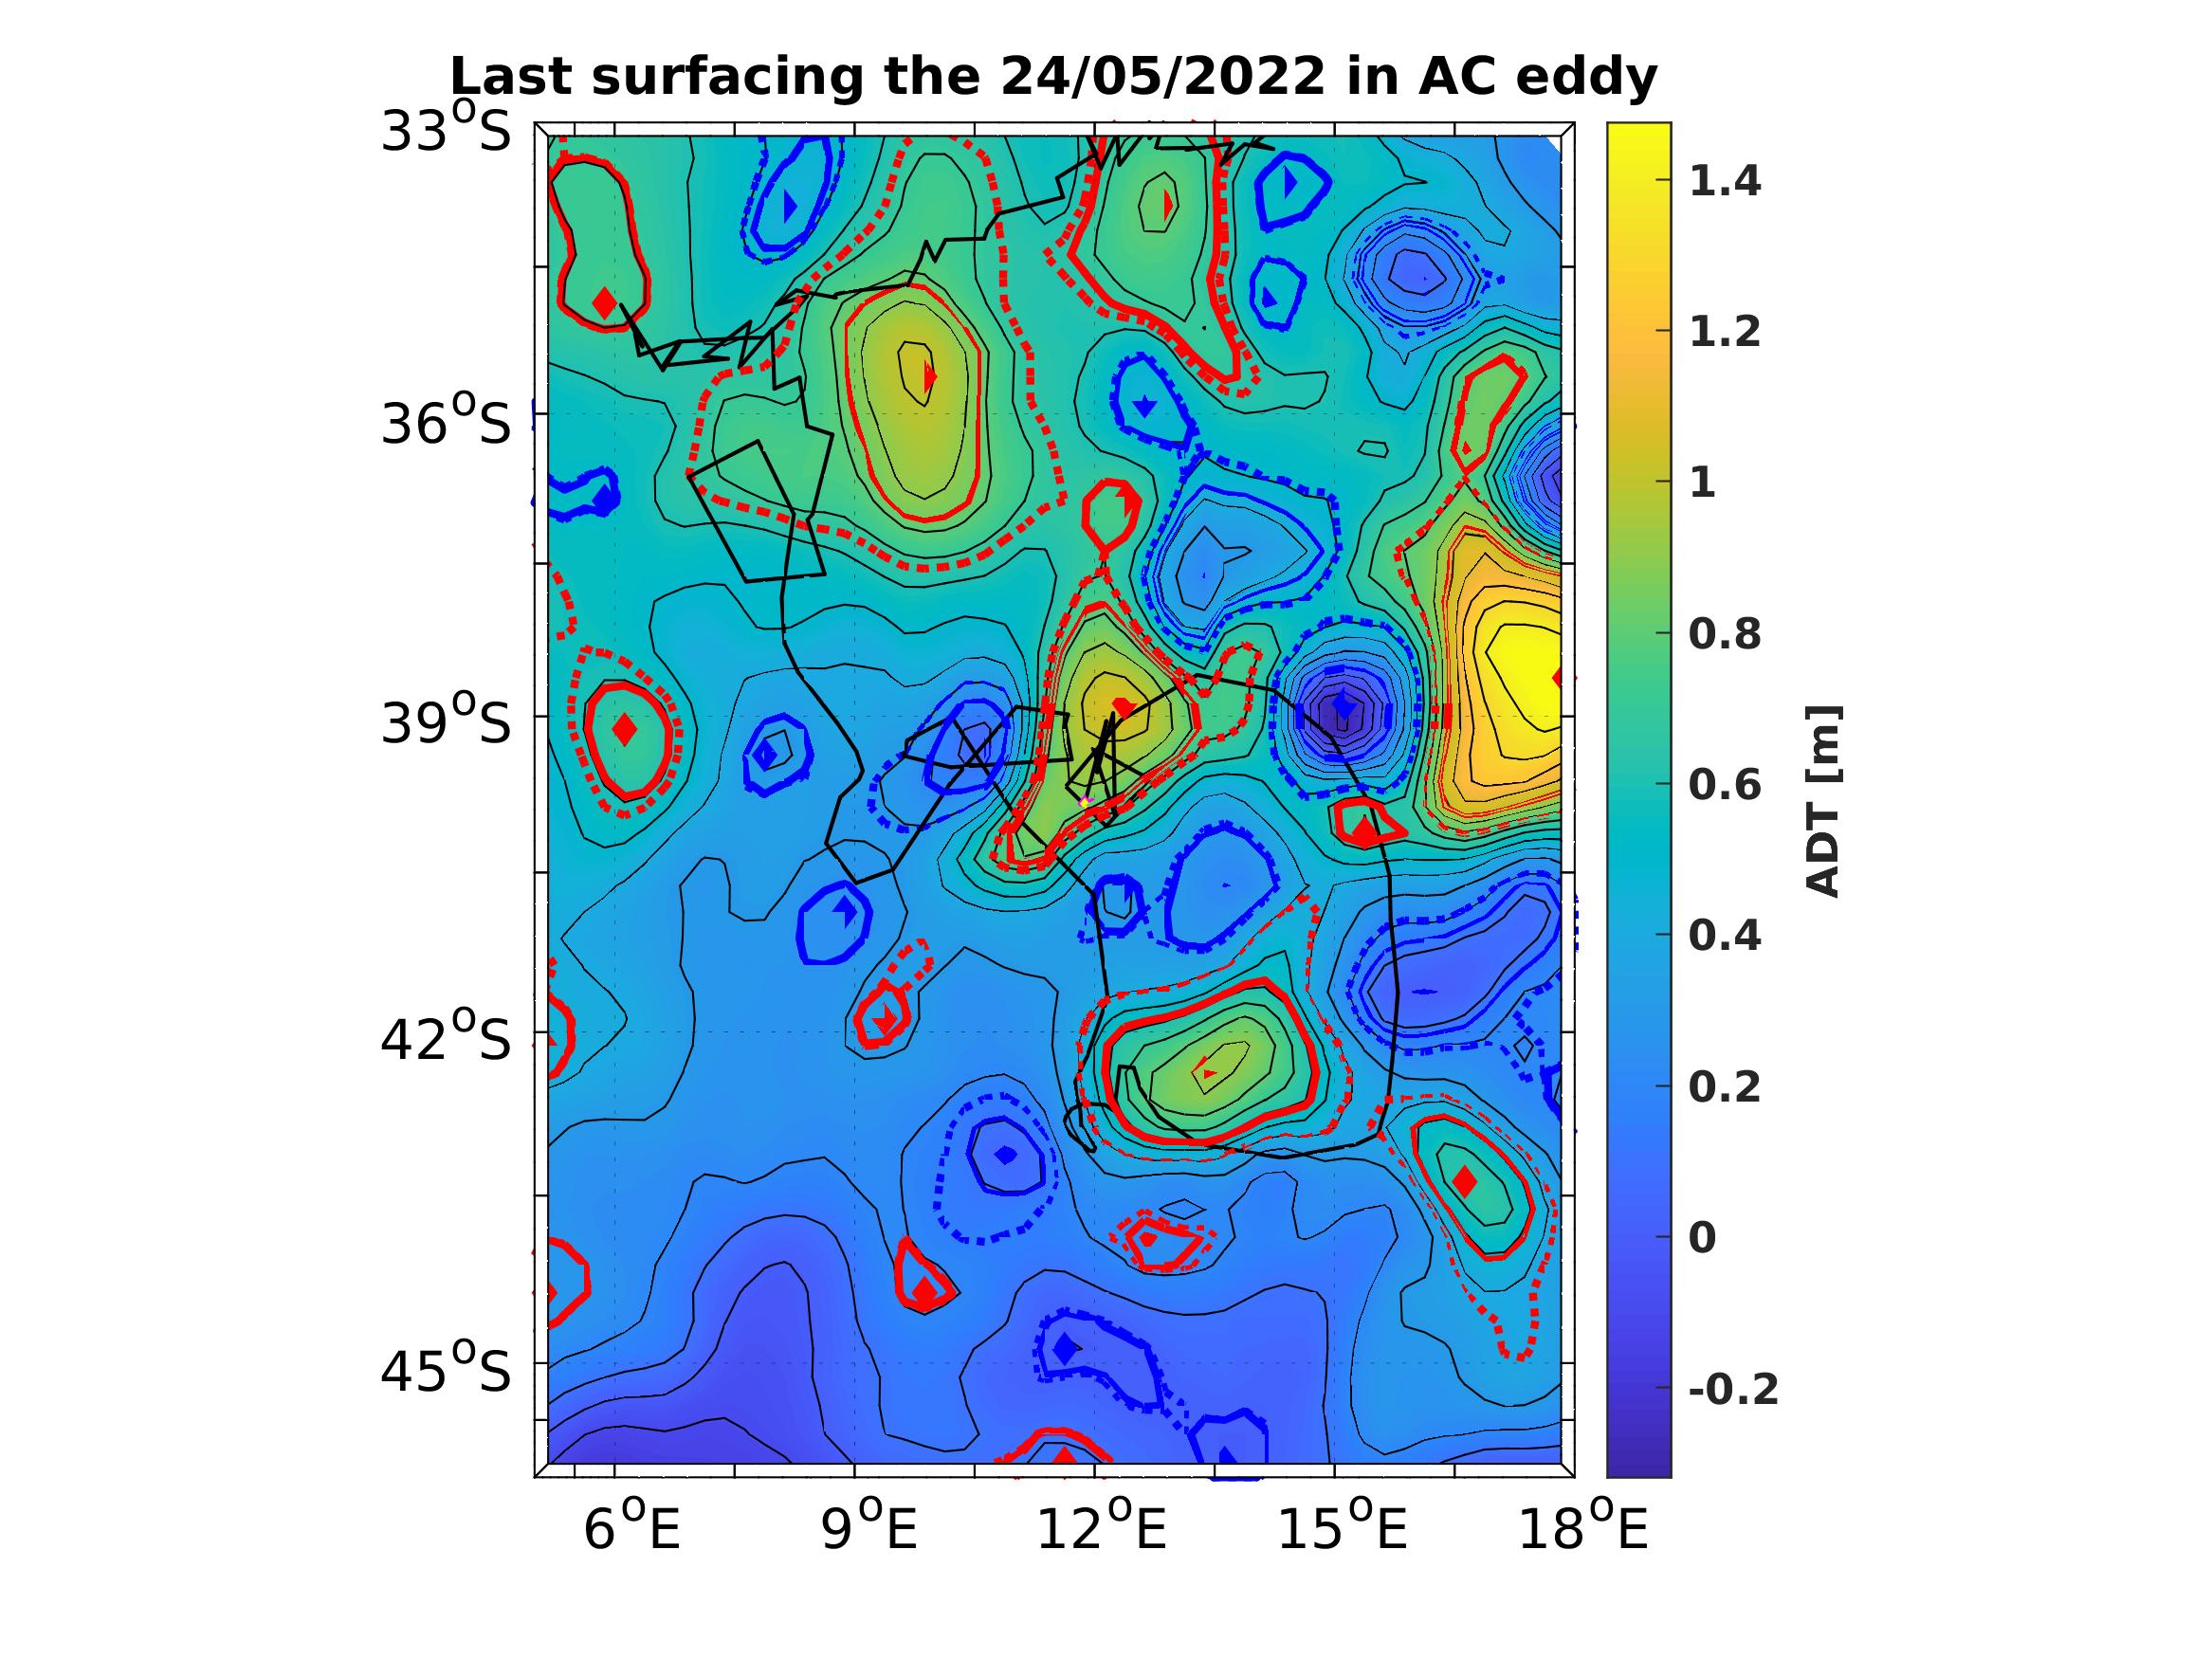 Last surfacing the 24/05/2022 in AC eddy
33°S
36°S
39°S
42°S
45°S
6°E
9°E
12°E
15°E
18°E
1.4
1.2
1
0.8
0.6
0.4
0.2
0
-0.2
ADT [m]